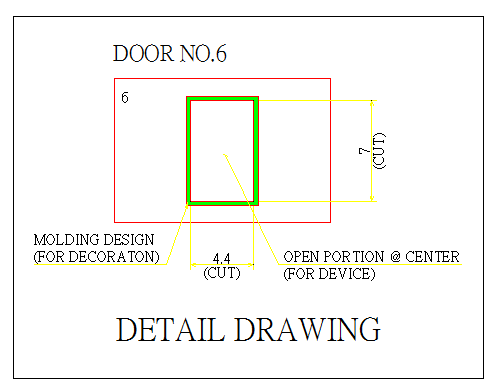 DOOR NO.6
6
7
(CUT)
MOLDING DESIGN
(FOR DECORATON)
4.4
(CUT)
OPEN PORTION @ CENTER
(FOR DEVICE)
DETAIL DRAWING